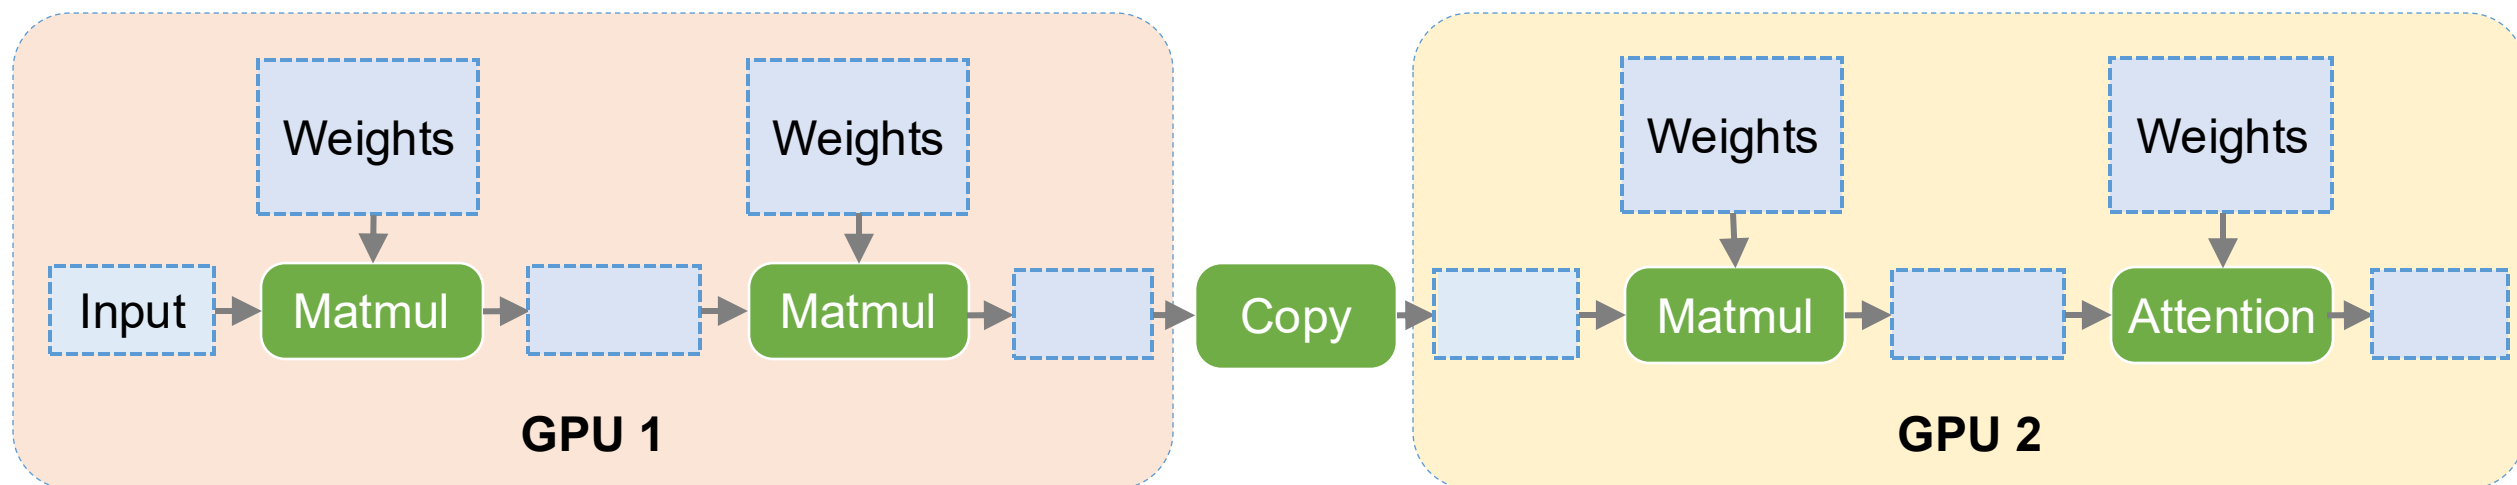 Weights
Weights
Input
Matmul
Matmul
GPU 1
Copy
Weights
Weights
Matmul
Attention
GPU 2